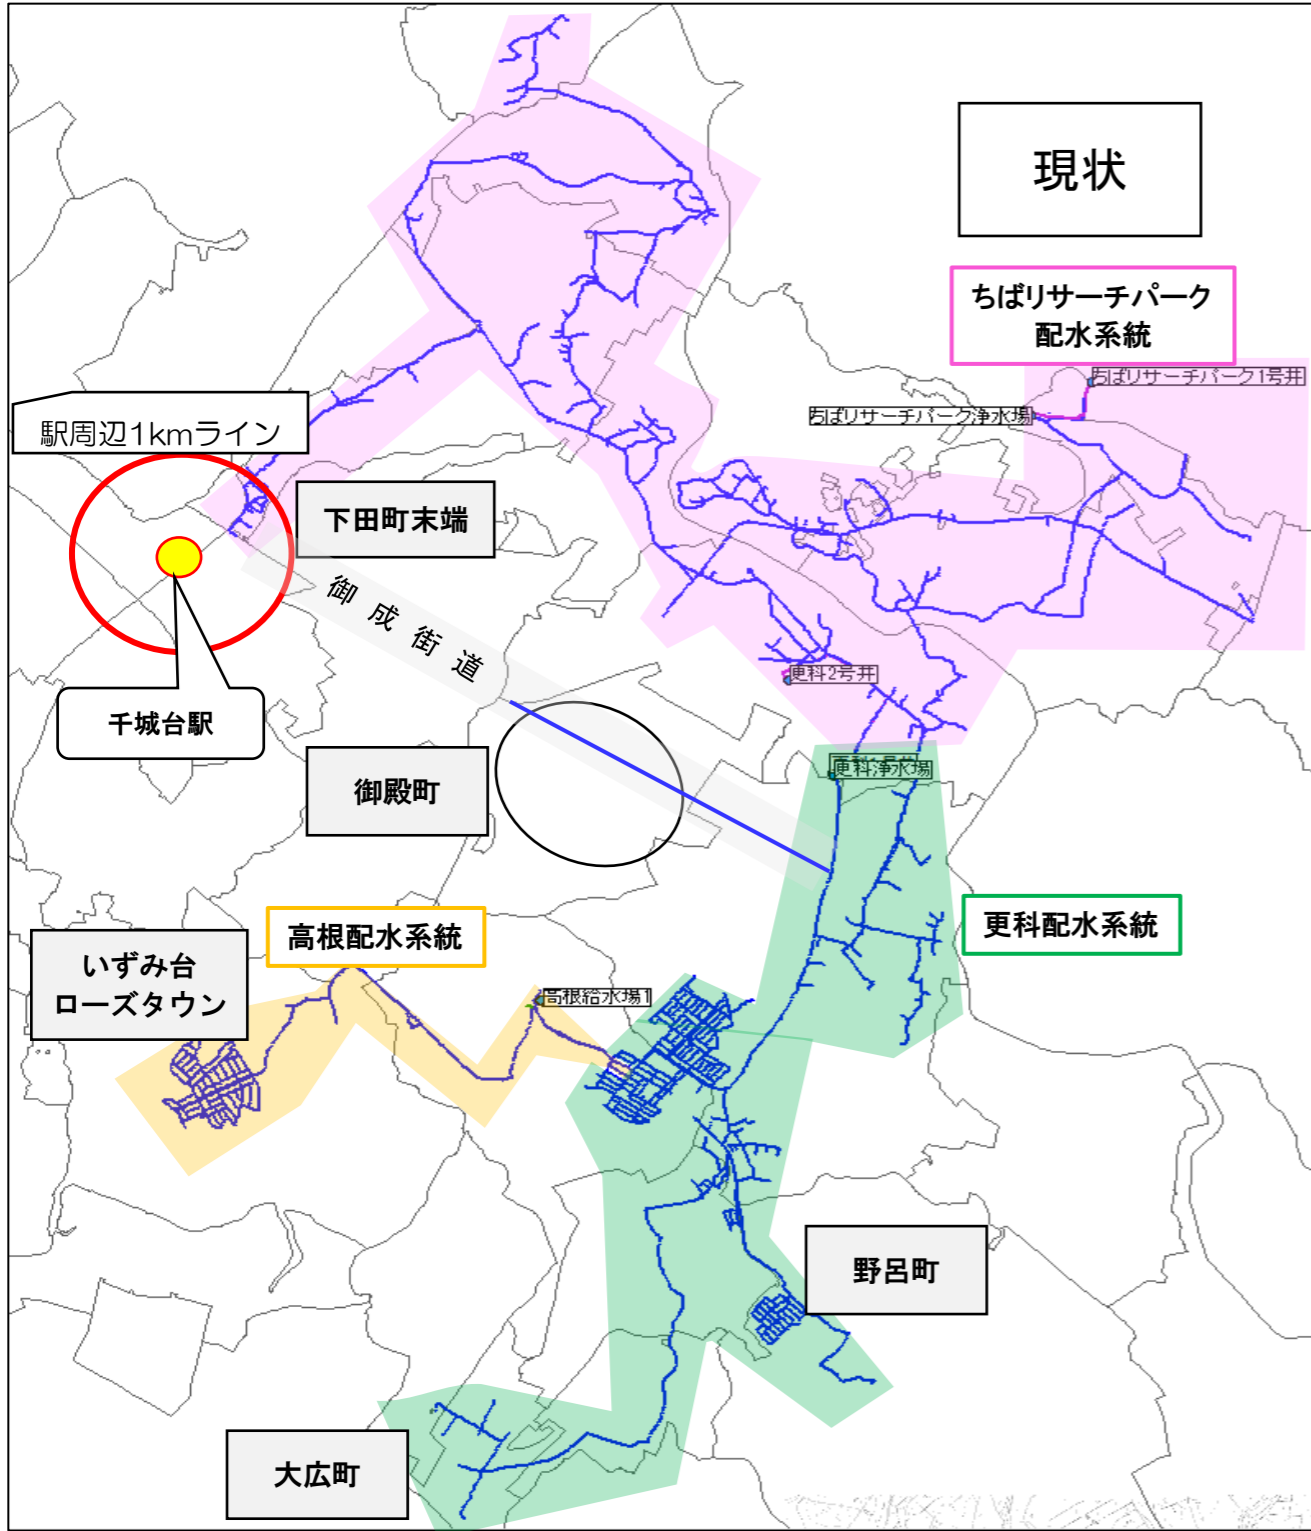 現状
ちばリサーチパーク
配水系統
ちばリサーチパーク1号井
ちばリサーチパーク浄水場
駅周辺1kmライン
下田町末端
御成街道
千城台駅
更科2号井
御殿町
更科浄水場
高根配水系統
更科配水系統
いずみ台
ローズタウン
高根給水場1
野呂町
大広町